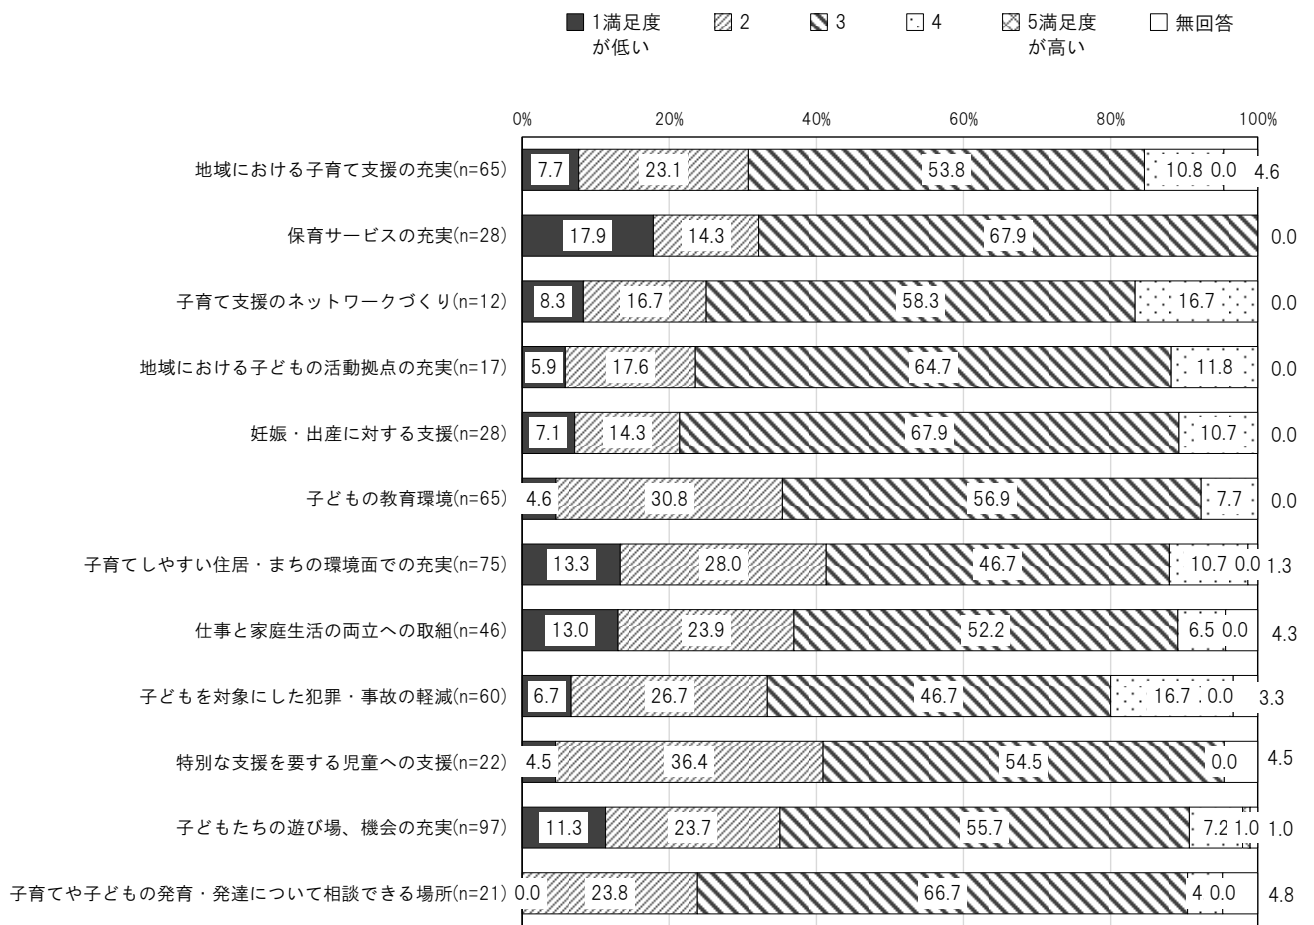 1満足度が低い
2
3
4
5満足度が高い
無回答
0% 20% 40% 60% 80% 100%
地域における子育て支援の充実(n=65) 7.7 23.1 53.8 10.8 0.0 4.6
保育サービスの充実(n=28) 17.9 14.3 67.9 0.0
子育て支援のネットワークづくり(n=12) 8.3 16.7 58.3 16.7 0.0
地域における子どもの活動拠点の充実(n=17) 5.9 17.6 64.7 11.8 0.0
妊娠・出産に対する支援(n=28) 7.1 14.3 67.9 10.7 0.0
子どもの教育環境(n=65) 4.6 30.8 56.9 7.7 0.0
子育てしやすい住居・まちの環境面での充実(n=75) 13.3 28.0 46.7 10.7 0.0 1.3
仕事と家庭生活の両立への取組(n=46) 13.0 23.9 52.2 6.5 0.0 4.3
子どもを対象にした犯罪・事故の軽減(n=60) 6.7 26.7 46.7 16.7 0.0 3.3
特別な支援を要する児童への支援(n=22) 4.5 36.4 54.5 0.0 4.5
子どもたちの遊び場、機会の充実(n=97) 11.3 23.7 55.7 7.2 1.0 1.0
子育てや子どもの発育・発達について相談できる場所(n=21) 0.0 23.8 66.7 4 0.0 4.8